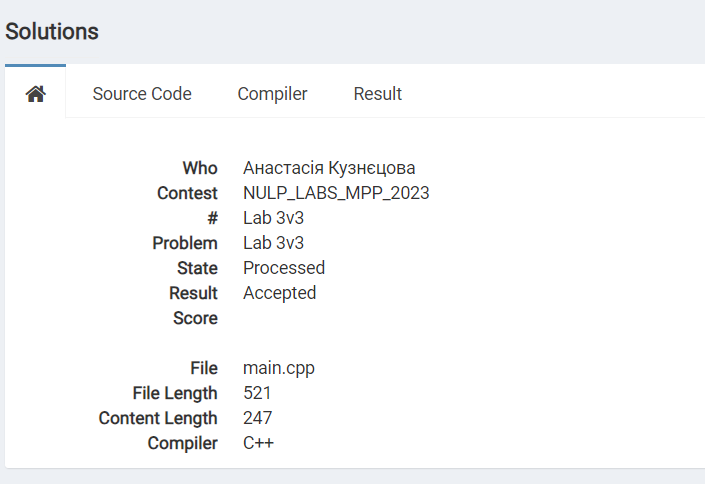 Solutions
Source Code Compiler Result
Who Анастасія Кузнєцова
Contest NULP_LABS_MPP_2023
# Lab 3v3
Problem Lab 3v3
State Processed
Result Accepted
Score
File main.cpp
File Length 521
Content Length 247
Compiler C++